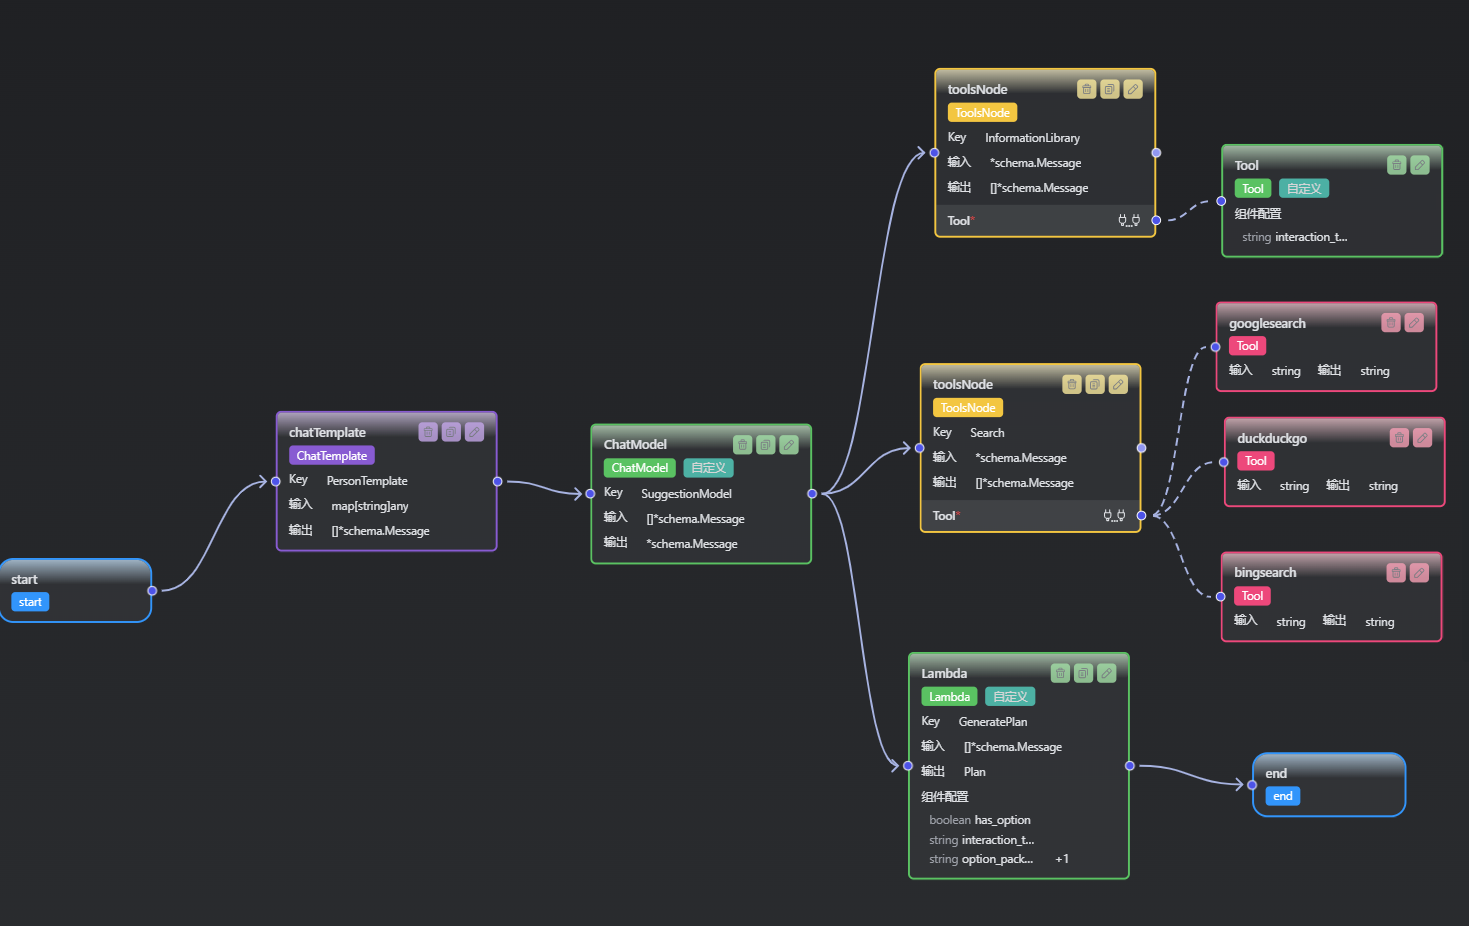 start
start
chatTemplate
ChatTemplate
Key PersonTemplate
输入 map[string]any
输出 []*schema.Message
ChatModel
ChatModel 自定义
Key SuggestionModel
输入 []*schema.Message
输出 *schema.Message
toolsNode
ToolsNode
Key InformationLibrary
输入 *schema.Message
输出 []*schema.Message
Tool*
Tool
Tool 自定义
组件配置
string interaction_t...
toolsNode
ToolsNode
Key Search
输入 *schema.Message
输出 []*schema.Message
Tool*
googlesearch
Tool
输入 string 输出 string
duckduckgo
Tool
输入 string 输出 string
bingsearch
Tool
输入 string 输出 string
Lambda
Lambda 自定义
Key GeneratePlan
输入 []*schema.Message
输出 Plan
组件配置
boolean has_option
string interaction_t...
string option_pack... +1
end
end